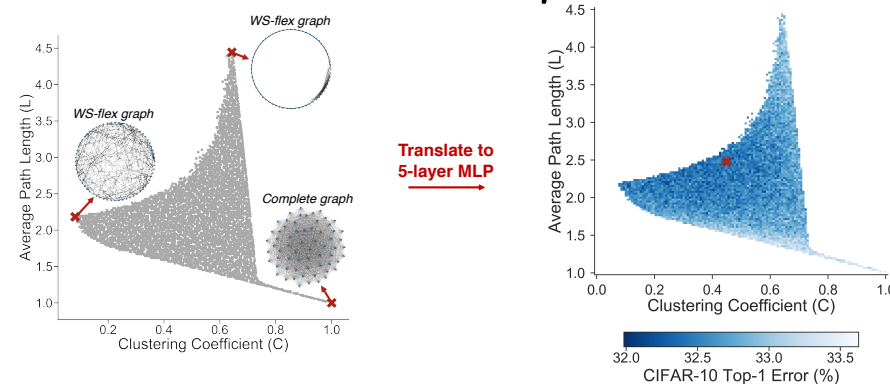 WS-flex graph
WS-flex graph
Complete graph
Average Path Length (L)
4.5
4.0
3.5
3.0
2.5
2.0
1.5
1.0
0.2 0.4 0.6 0.8 1.0
Clustering Coefficient (C)
Translate to
5-layer MLP
Average Path Length (L)
4.5
4.0
3.5
3.0
2.5
2.0
1.5
1.0
0.0 0.2 0.4 0.6 0.8 1.0
Clustering Coefficient (C)
32.0 32.5 33.0 33.5
CIFAR-10 Top-1 Error (%)